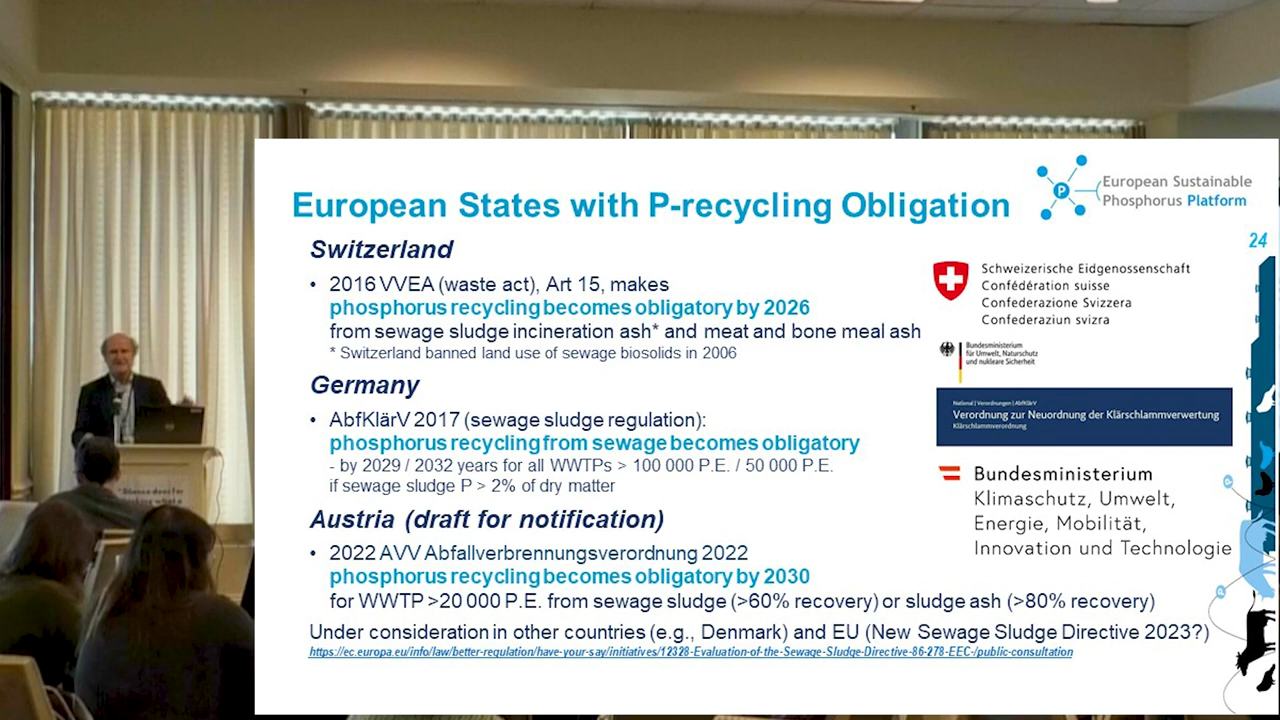 European States with P-recycling Obligation
European Sustainable
Phosphorus Platform
24
Switzerland
• 2016 VVEA (waste act), Art 15, makes
phosphorus recycling becomes obligatory by 2026
from sewage sludge incineration ash* and meat and bone meal ash
* Switzerland banned land use of sewage biosolids in 2006
Germany
• AbfKlärV 2017 (sewage sludge regulation):
phosphorus recycling from sewage becomes obligatory
- by 2029 / 2032 years for all WWTPs > 100 000 P.E. / 50 000 P.E.
if sewage sludge P > 2% of dry matter
Austria (draft for notification)
• 2022 AVV Abfallverbrennungsverordnung 2022
phosphorus recycling becomes obligatory by 2030
for WWTP >20 000 P.E. from sewage sludge (>60% recovery) or sludge ash (>80% recovery)
Under consideration in other countries (e.g., Denmark) and EU (New Sewage Sludge Directive 2023?)
https://ec.europa.eu/info/law/better-regulation/have-your-say/initiatives/12328-Evaluation-of-the-Sewage-Sludge-Directive-86-278-EEC-/public-consultation
Schweizerische Eidgenossenschaft
Confédération suisse
Confederazione Svizzera
Confederaziun svizra
Bundesministerium
für Umwelt, Naturschutz
und nukleare Sicherheit
National | Verordnungen | AbfKlärV
Verordnung zur Neuordnung der Klärschlammverwertung
Klärschlammverordnung
Bundesministerium
Klimaschutz, Umwelt,
Energie, Mobilität,
Innovation und Technologie
P
P
P